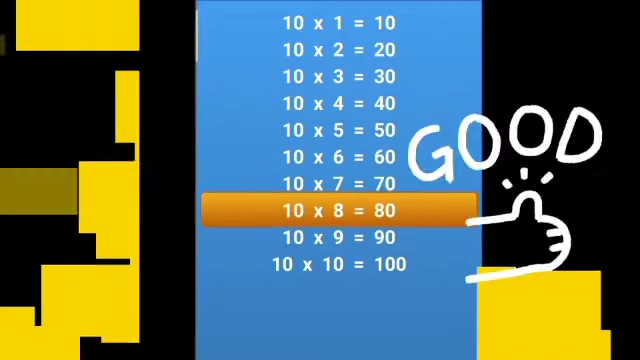 10 x 1 = 10
10 x 2 = 20
10 x 3 = 30
10 x 4 = 40
10 x 5 = 50
10 x 6 = 60
10 x 7 = 70
10 x 8 = 80
10 x 9 = 90
10 x 10 = 100
GOOD